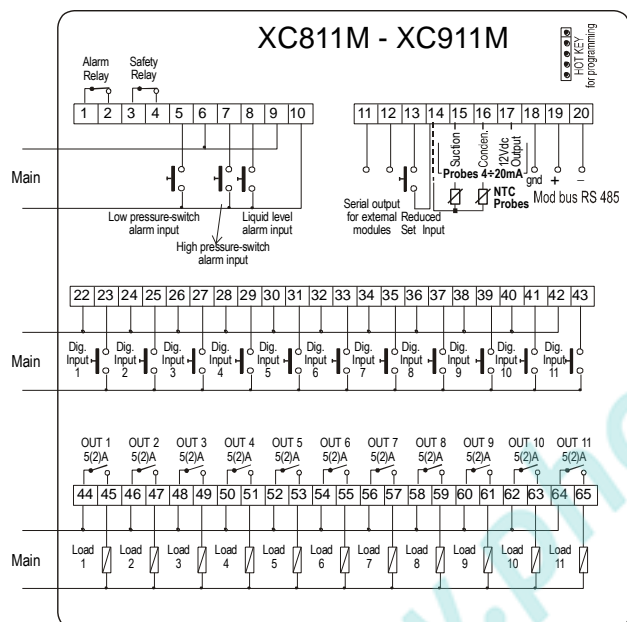 XC811M - XC911M
HOT KEY
for programming
Alarm
Relay
Safety
Relay
1 2 3 4 5 6 7 8 9 10
11 12 13 14 15 16 17 18 19 20
Suction
Conden.
12Vdc
Output
Probes 4÷20mA
gnd + –
NTC
Probes
Mod bus RS 485
Main
Low pressure-switch
alarm input
High pressure-switch
alarm input
Liquid level
alarm input
Serial output
for external
modules
Reduced
Set Input
22 23 24 25 26 27 28 29 30 31 32 33 34 35 36 37 38 39 40 41 42 43
Main
Dig.
Input
1
Dig.
Input
2
Dig.
Input
3
Dig.
Input
4
Dig.
Input
5
Dig.
Input
6
Dig.
Input
7
Dig.
Input
8
Dig.
Input
9
Dig.
Input
10
Dig.
Input
11
OUT 1
5(2)A
OUT 2
5(2)A
OUT 3
5(2)A
OUT 4
5(2)A
OUT 5
5(2)A
OUT 6
5(2)A
OUT 7
5(2)A
OUT 8
5(2)A
OUT 9
5(2)A
OUT 10
5(2)A
OUT 11
5(2)A
44 45 46 47 48 49 50 51 52 53 54 55 56 57 58 59 60 61 62 63 64 65
Main
Load
1
Load
2
Load
3
Load
4
Load
5
Load
6
Load
7
Load
8
Load
9
Load
10
Load
11